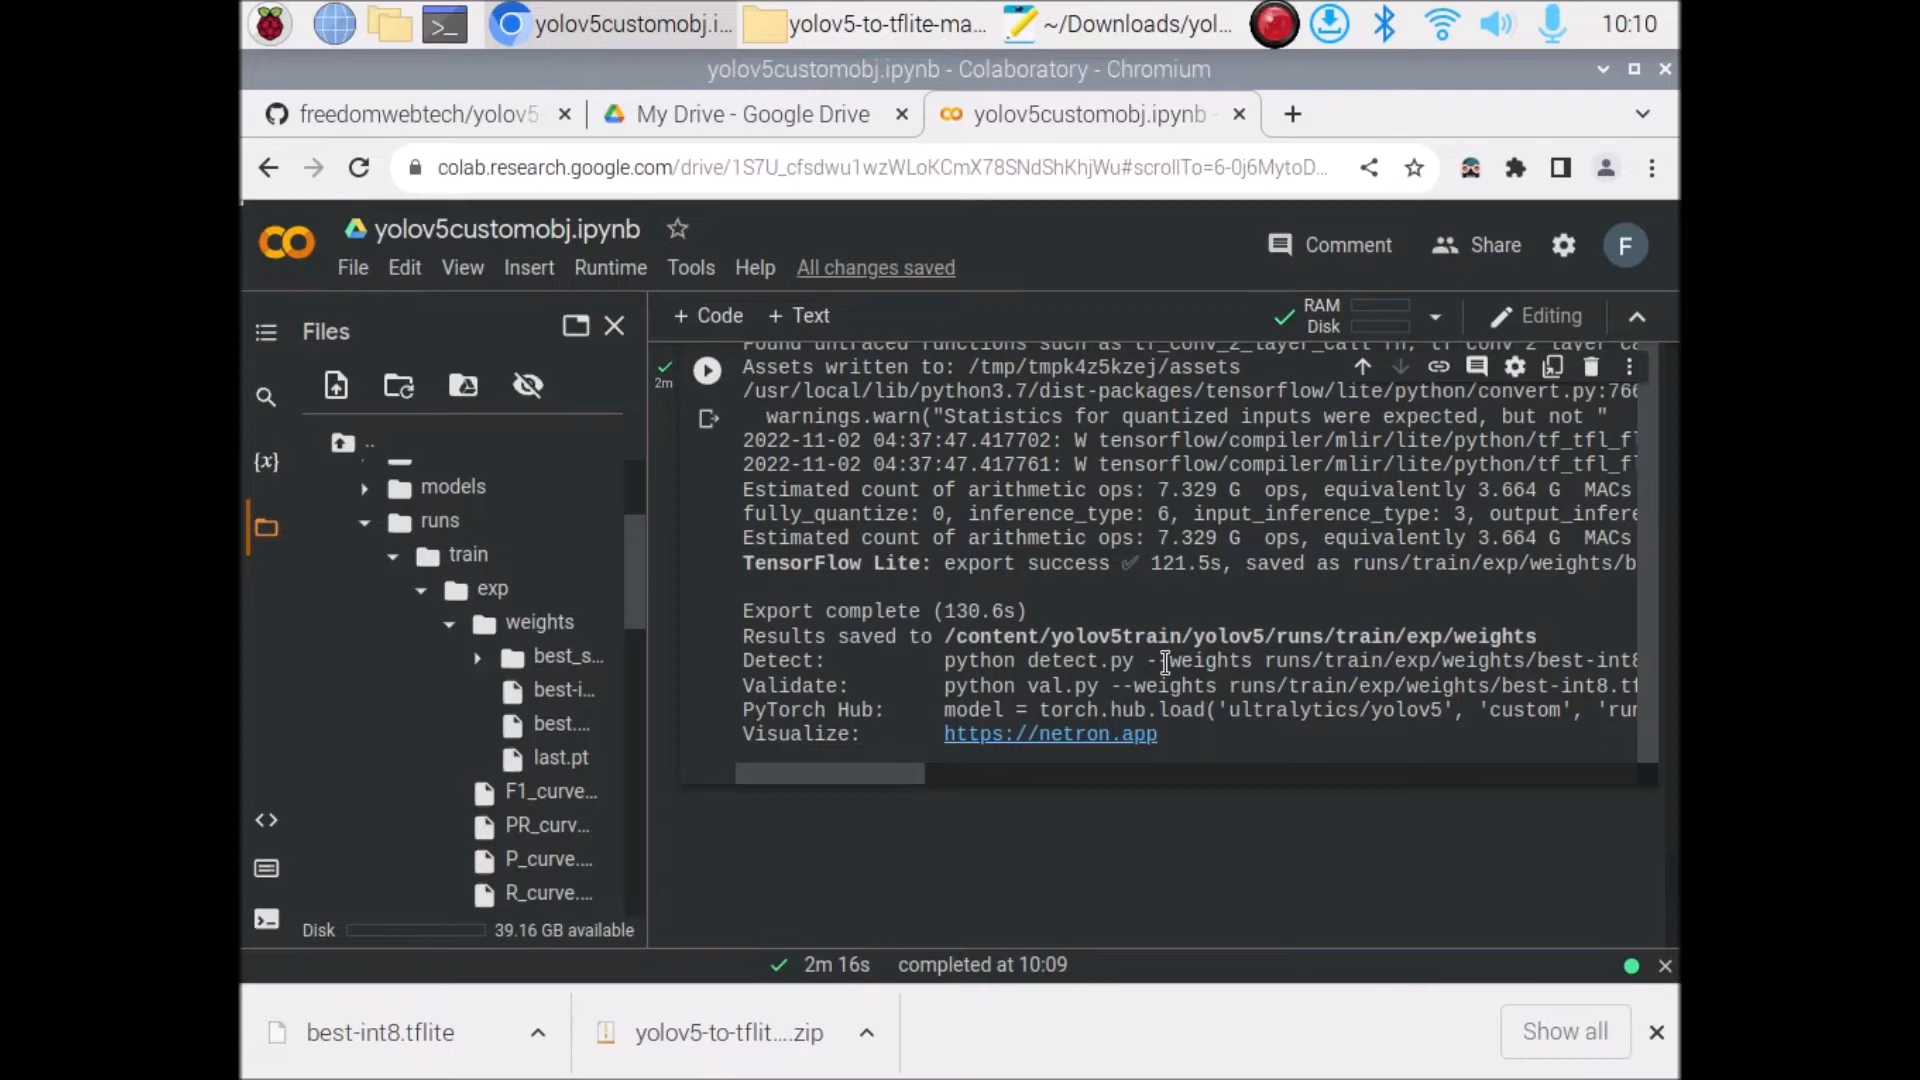 yolov5customobj.i...
yolov5-to-tflite-ma...
~/Downloads/yol...
10:10
yolov5customobj.ipynb - Colaboratory - Chromium
freedomwebtech/yolov5
My Drive - Google Drive
yolov5customobj.ipynb -
colab.research.google.com/drive/1S7U_cfsdwu1wzWLoKCmX78SNdShKhjWu#scrollTo=6-0j6MytoD...
yolov5customobj.ipynb
Comment
Share
F
File Edit View Insert Runtime Tools Help All changes saved
+ Code + Text
RAM
Disk
Editing
Files
..
models
runs
train
exp
weights
best_s...
best-i...
best....
last.pt
F1_curve...
PR_curv...
P_curve....
R_curve....
Disk
39.16 GB available
2m
Found untraced functions such as tf_conv_2_layer_call_fn, tf_conv_2_layer_ca
Assets written to: /tmp/tmpk4z5kzej/assets
/usr/local/lib/python3.7/dist-packages/tensorflow/lite/python/convert.py:766
warnings.warn("Statistics for quantized inputs were expected, but not "
2022-11-02 04:37:47.417702: W tensorflow/compiler/mlir/lite/python/tf_tfl_fl
2022-11-02 04:37:47.417761: W tensorflow/compiler/mlir/lite/python/tf_tfl_fl
Estimated count of arithmetic ops: 7.329 G ops, equivalently 3.664 G MACs
fully_quantize: 0, inference_type: 6, input_inference_type: 3, output_infere
Estimated count of arithmetic ops: 7.329 G ops, equivalently 3.664 G MACs
TensorFlow Lite: export success ✅ 121.5s, saved as runs/train/exp/weights/b
Export complete (130.6s)
Results saved to /content/yolov5train/yolov5/runs/train/exp/weights
Detect: python detect.py --weights runs/train/exp/weights/best-int8
Validate: python val.py --weights runs/train/exp/weights/best-int8.tf
PyTorch Hub: model = torch.hub.load('ultralytics/yolov5', 'custom', 'run
Visualize: https://netron.app
2m 16s completed at 10:09
best-int8.tflite
yolov5-to-tflit....zip
Show all